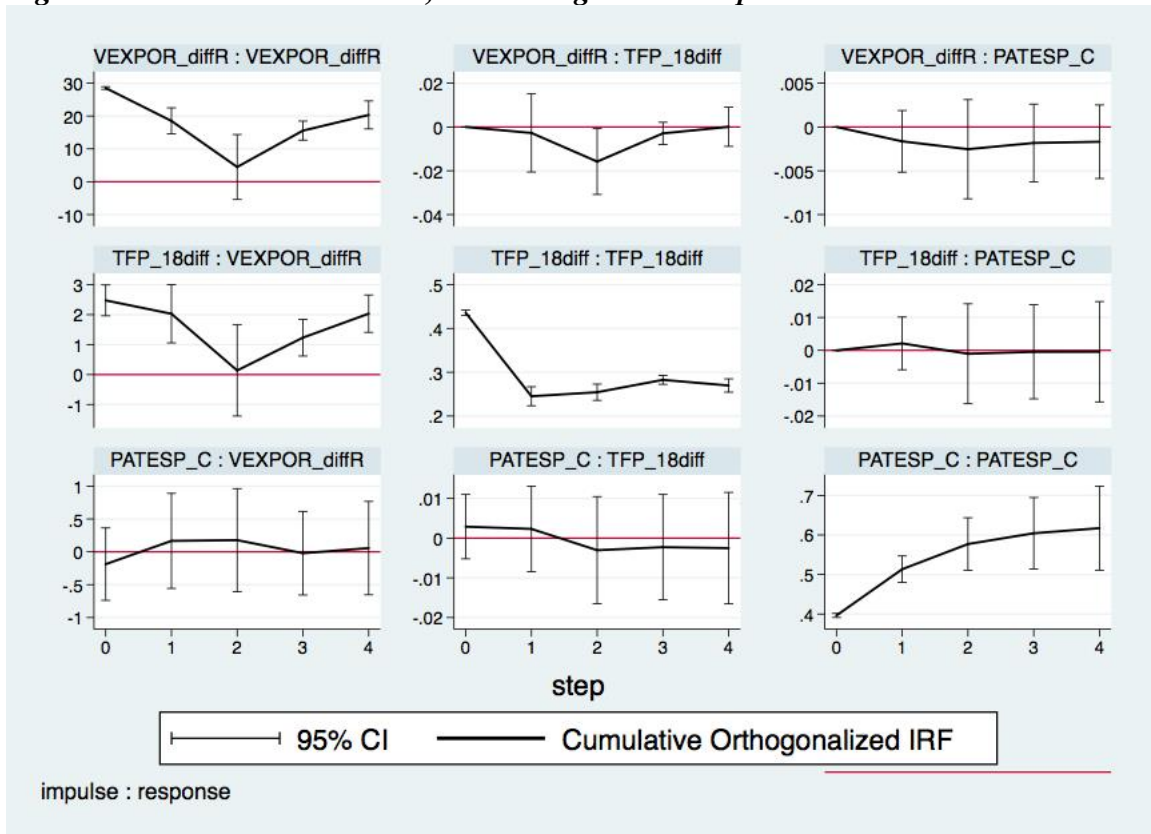 VEXPOR_diffR : VEXPOR_diffR
VEXPOR_diffR : TFP_18diff
VEXPOR_diffR : PATESP_C
30
20
10
0
-10
.02
0
-.02
-.04
.005
0
-.005
-.01
TFP_18diff : VEXPOR_diffR
TFP_18diff : TFP_18diff
TFP_18diff : PATESP_C
3
2
1
0
-1
.5
.4
.3
.2
.02
.01
0
-.01
-.02
PATESP_C : VEXPOR_diffR
PATESP_C : TFP_18diff
PATESP_C : PATESP_C
1
.5
0
-.5
-1
.01
0
-.01
-.02
.7
.6
.5
.4
0 1 2 3 4
0 1 2 3 4
0 1 2 3 4
step
95% CI
Cumulative Orthogonalized IRF
impulse : response